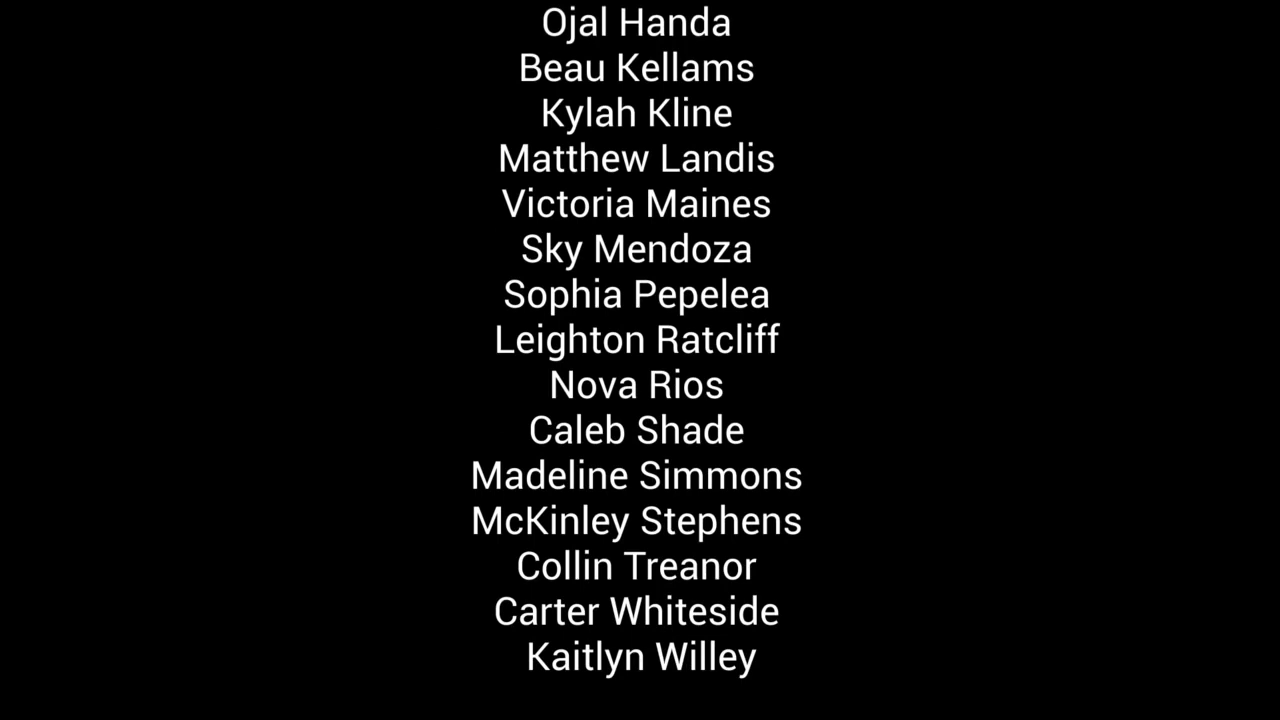 Ojal Handa
Beau Kellams
Kylah Kline
Matthew Landis
Victoria Maines
Sky Mendoza
Sophia Pepelea
Leighton Ratcliff
Nova Rios
Caleb Shade
Madeline Simmons
McKinley Stephens
Collin Treanor
Carter Whiteside
Kaitlyn Willey